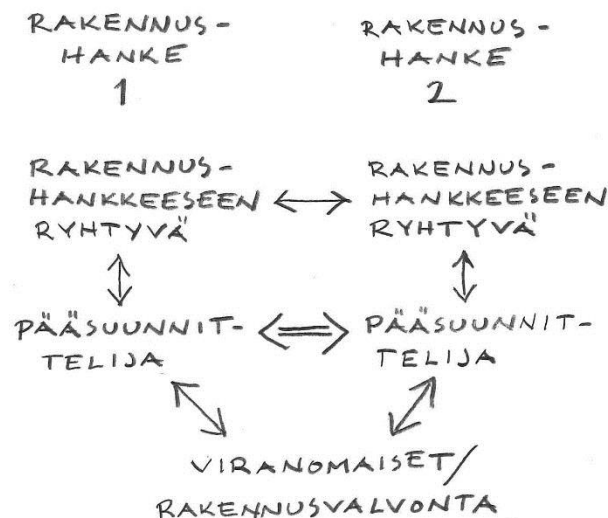 RAKENNUS-
HANKE
1
RAKENNUS-
HANKE
2
RAKENNUS-
HANKKEESEEN
RYHTYVÄ
RAKENNUS-
HANKKEESEEN
RYHTYVÄ
PÄÄSUUNNIT-
TELIJA
PÄÄSUUNNIT-
TELIJA
VIRANOMAISET/
RAKENNUSVALVONTA